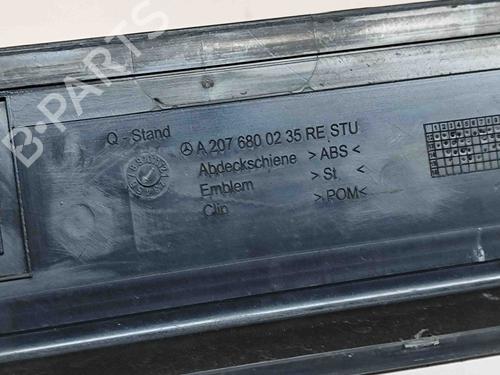 B-PARTS
Q - Stand
A 207 680 02 35 RE STU
Abdeckschiene >ABS<
Emblem >St <
Clip >POM<